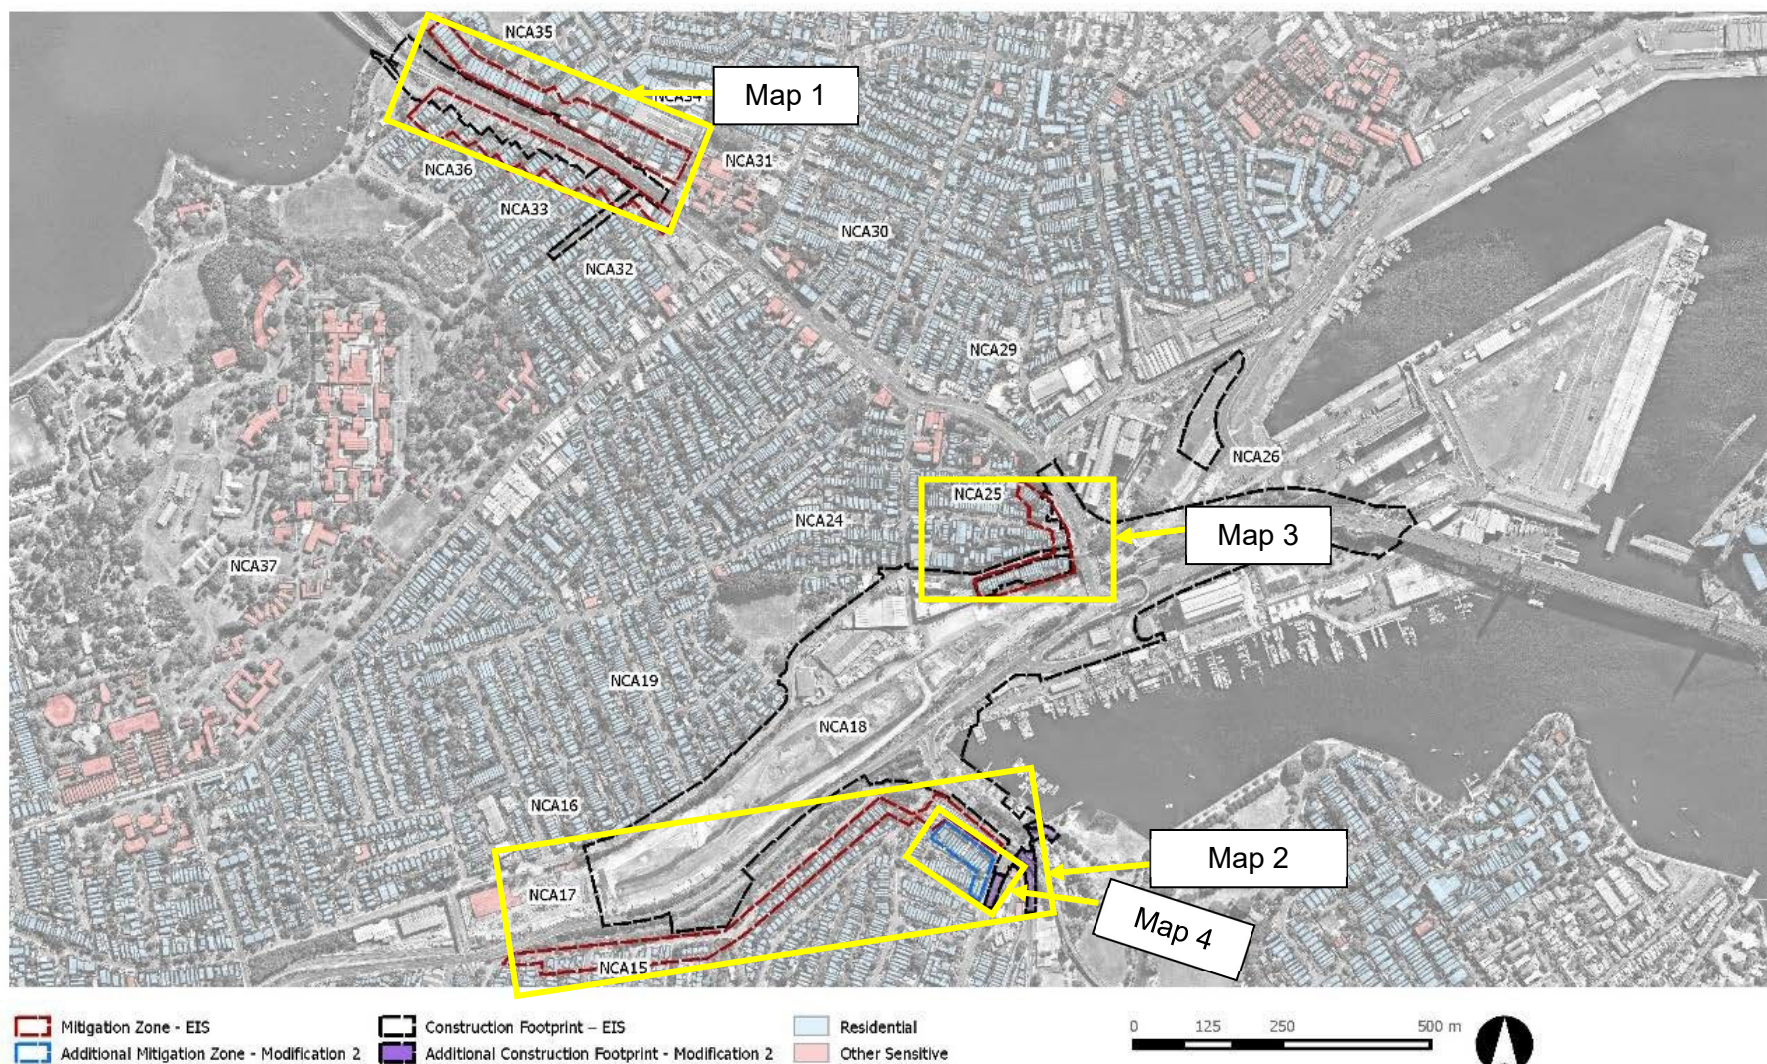 NCA35
Map 1
NCA34
NCA31
NCA36
NCA33
NCA30
NCA32
NCA29
NCA26
NCA25
NCA24
Map 3
NCA37
NCA19
NCA18
NCA16
Map 2
NCA17
Map 4
NCA15
Mitigation Zone - EIS
Construction Footprint – EIS
Residential
0 125 250 500 m
Additional Mitigation Zone - Modification 2
Additional Construction Footprint - Modification 2
Other Sensitive